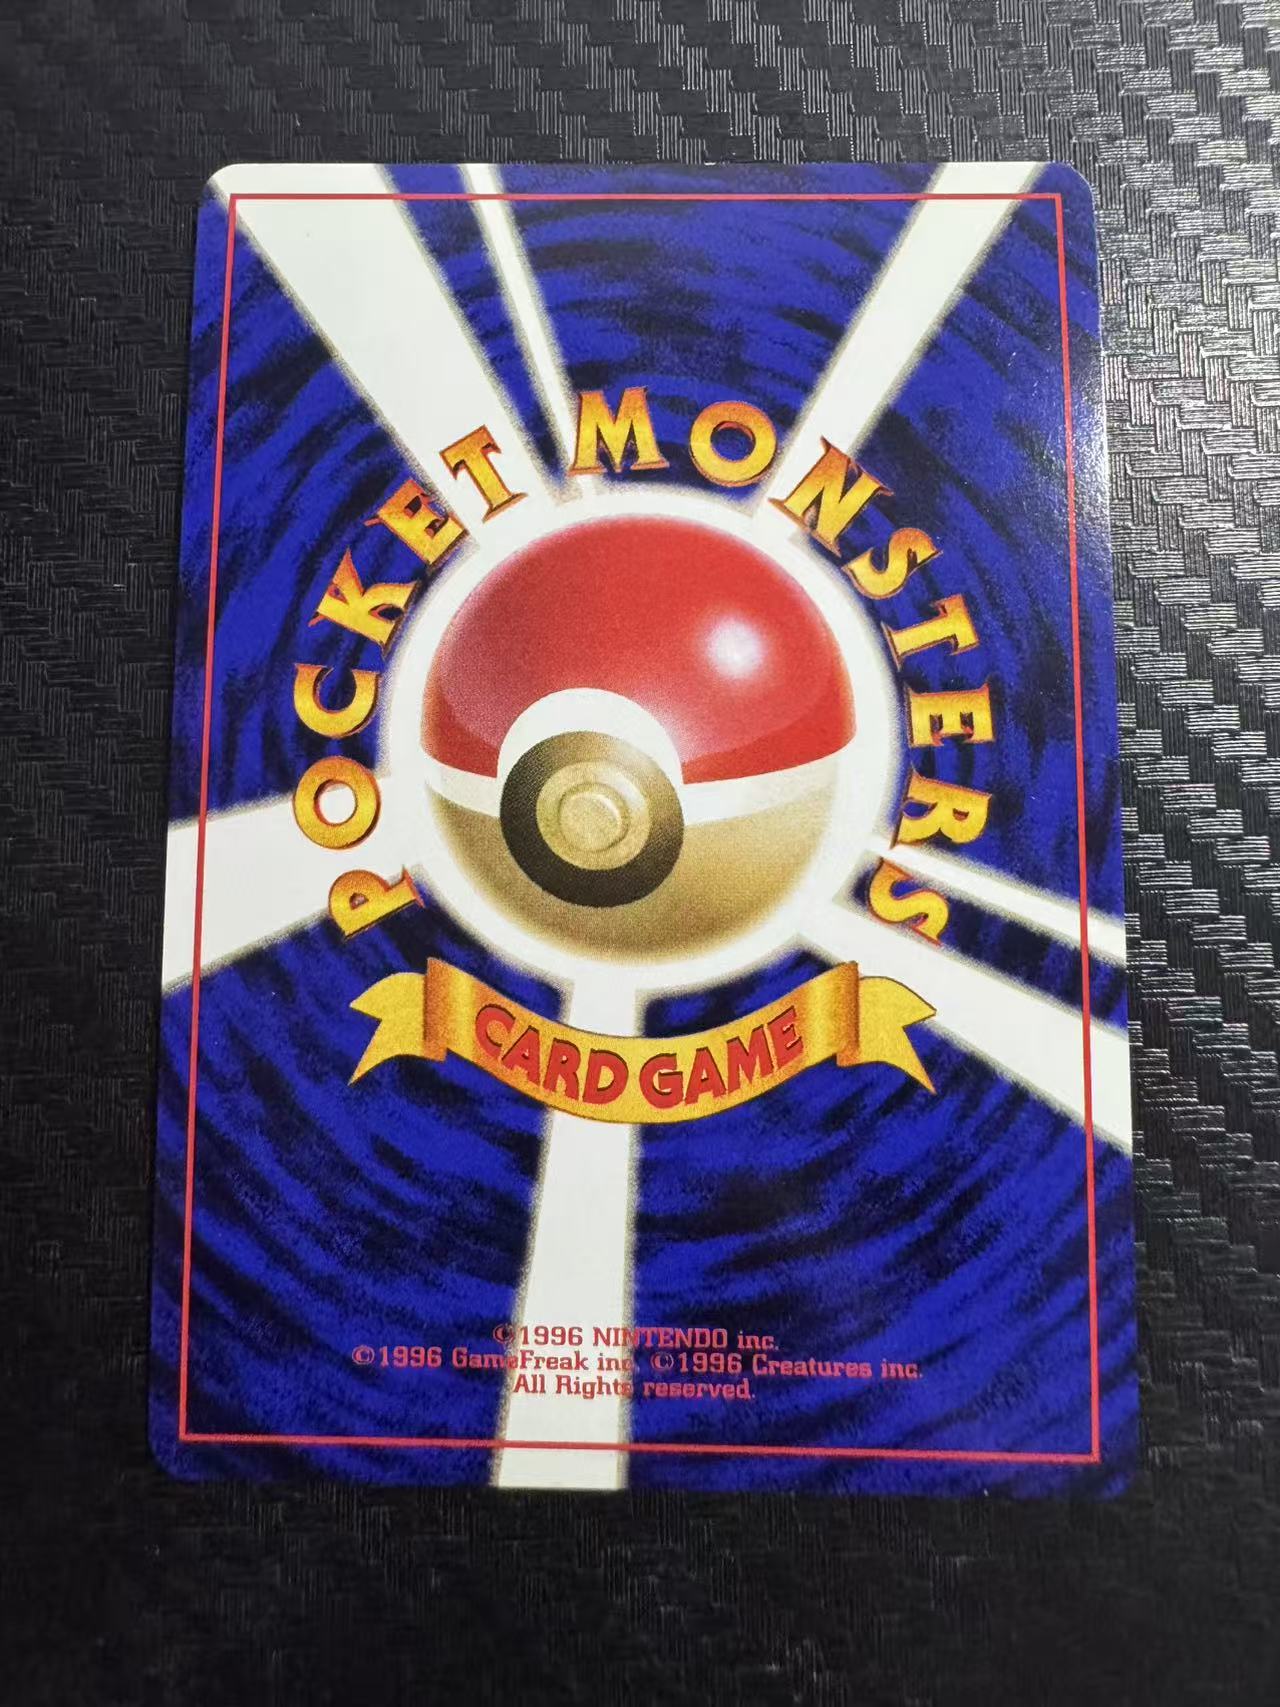 POCKET MONSTERS
CARD GAME
©1996 NINTENDO inc.
©1996 GameFreak inc. ©1996 Creatures inc.
All Rights reserved.